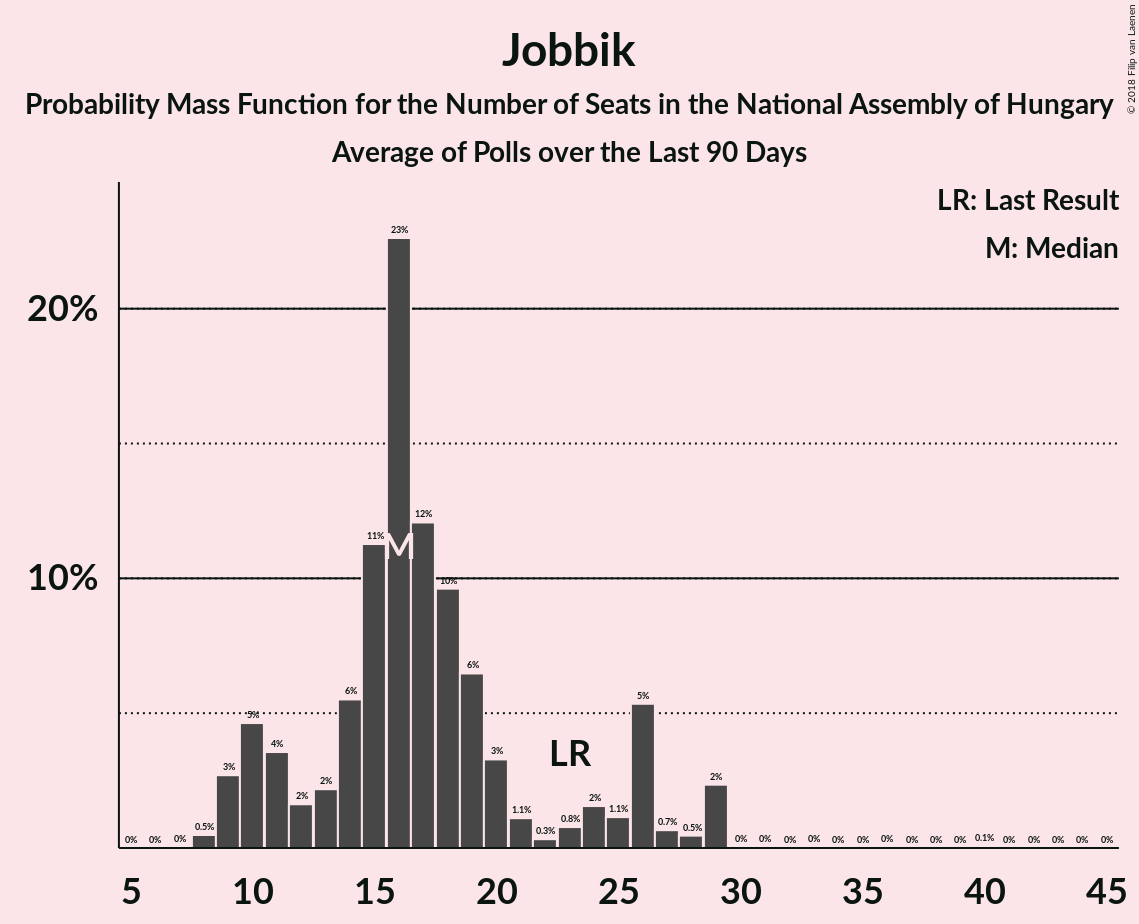 Jobbik
Probability Mass Function for the Number of Seats in the National Assembly of Hungary
Average of Polls over the Last 90 Days
© 2018 Filip van Laenen
LR: Last Result
M: Median
20%
10%
0% 0% 0% 0.5% 3% 5% 4% 2% 2% 6% 11% 23% 12% 10% 6% 3% 1.1% 0.3% 0.8% 2% 1.1% 5% 0.7% 0.5% 2% 0% 0% 0% 0% 0% 0% 0% 0% 0% 0% 0.1% 0% 0% 0% 0% 0%
M
LR
5 10 15 20 25 30 35 40 45